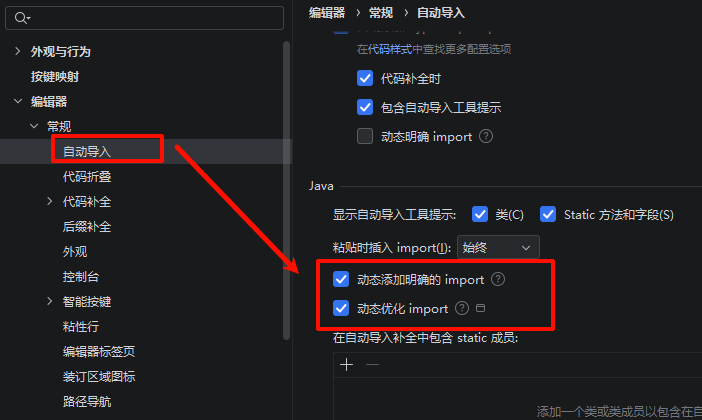 外观与行为
按键映射
编辑器
常规
自动导入
代码折叠
代码补全
后缀补全
外观
控制台
智能按键
粘性行
编辑器标签页
装订区域图标
路径导航
编辑器 › 常规 › 自动导入
在代码样式中查找更多配置选项
代码补全时
包含自动导入工具提示
动态明确 import
Java
显示自动导入工具提示: 类(C) Static 方法和字段(S)
粘贴时插入 import(I): 始终
动态添加明确的 import
动态优化 import
在自动导入补全中包含 static 成员:
添加一个类或类成员以包含在自